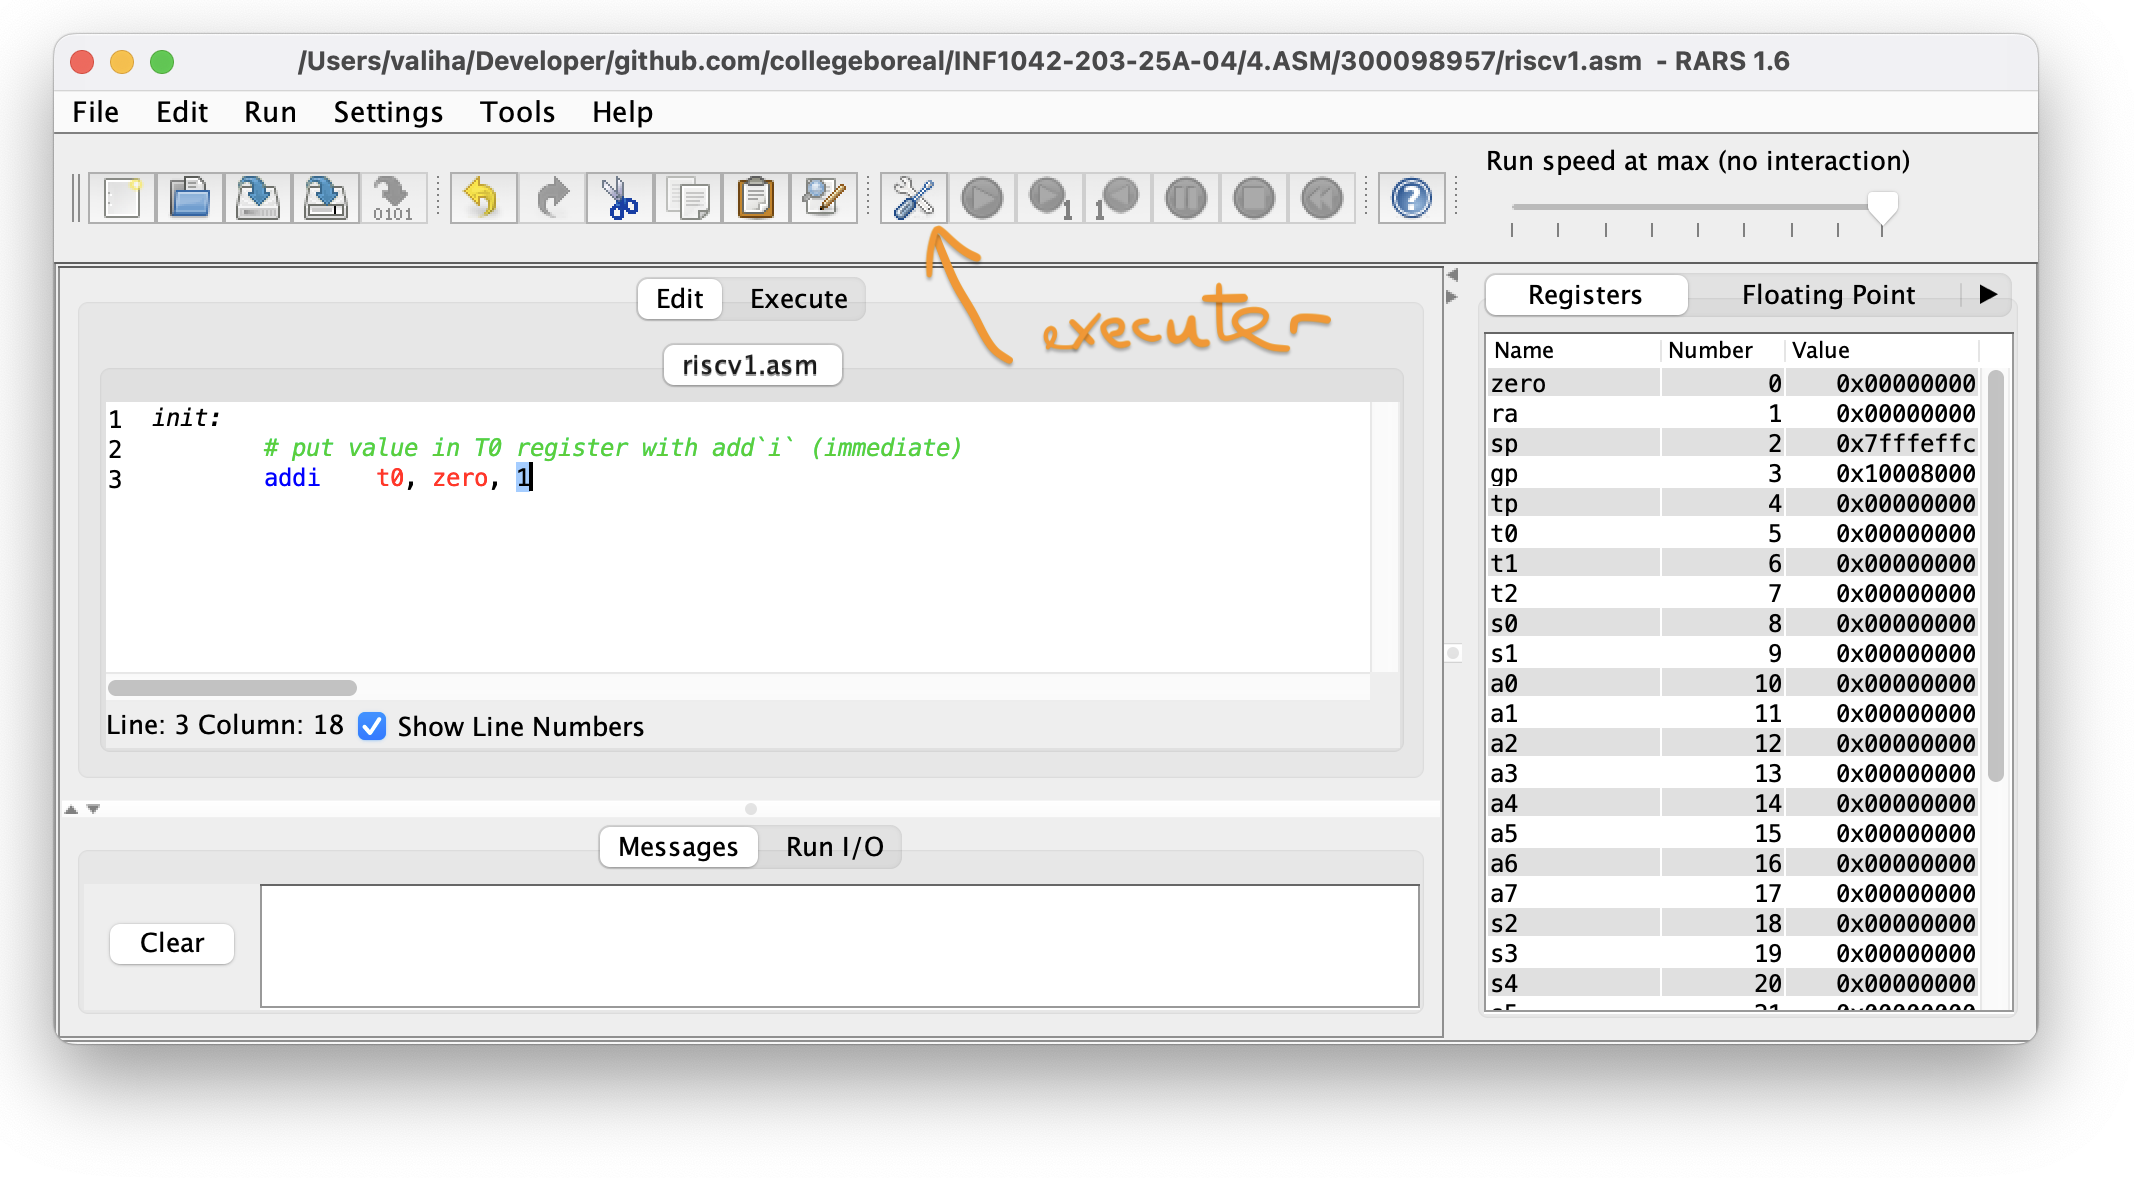 /Users/valiha/Developer/github.com/collegeboreal/INF1042-203-25A-04/4.ASM/300098957/riscv1.asm - RARS 1.6
File Edit Run Settings Tools Help
Run speed at max (no interaction)
0101
1
1
?
executer
Edit Execute
riscv1.asm
1 init:
2 # put value in T0 register with add`i` (immediate)
3 addi t0, zero, 1
Line: 3 Column: 18 Show Line Numbers
Messages Run I/O
Clear
Registers Floating Point
Name Number Value
zero 0 0x00000000
ra 1 0x00000000
sp 2 0x7fffeffc
gp 3 0x10008000
tp 4 0x00000000
t0 5 0x00000000
t1 6 0x00000000
t2 7 0x00000000
s0 8 0x00000000
s1 9 0x00000000
a0 10 0x00000000
a1 11 0x00000000
a2 12 0x00000000
a3 13 0x00000000
a4 14 0x00000000
a5 15 0x00000000
a6 16 0x00000000
a7 17 0x00000000
s2 18 0x00000000
s3 19 0x00000000
s4 20 0x00000000